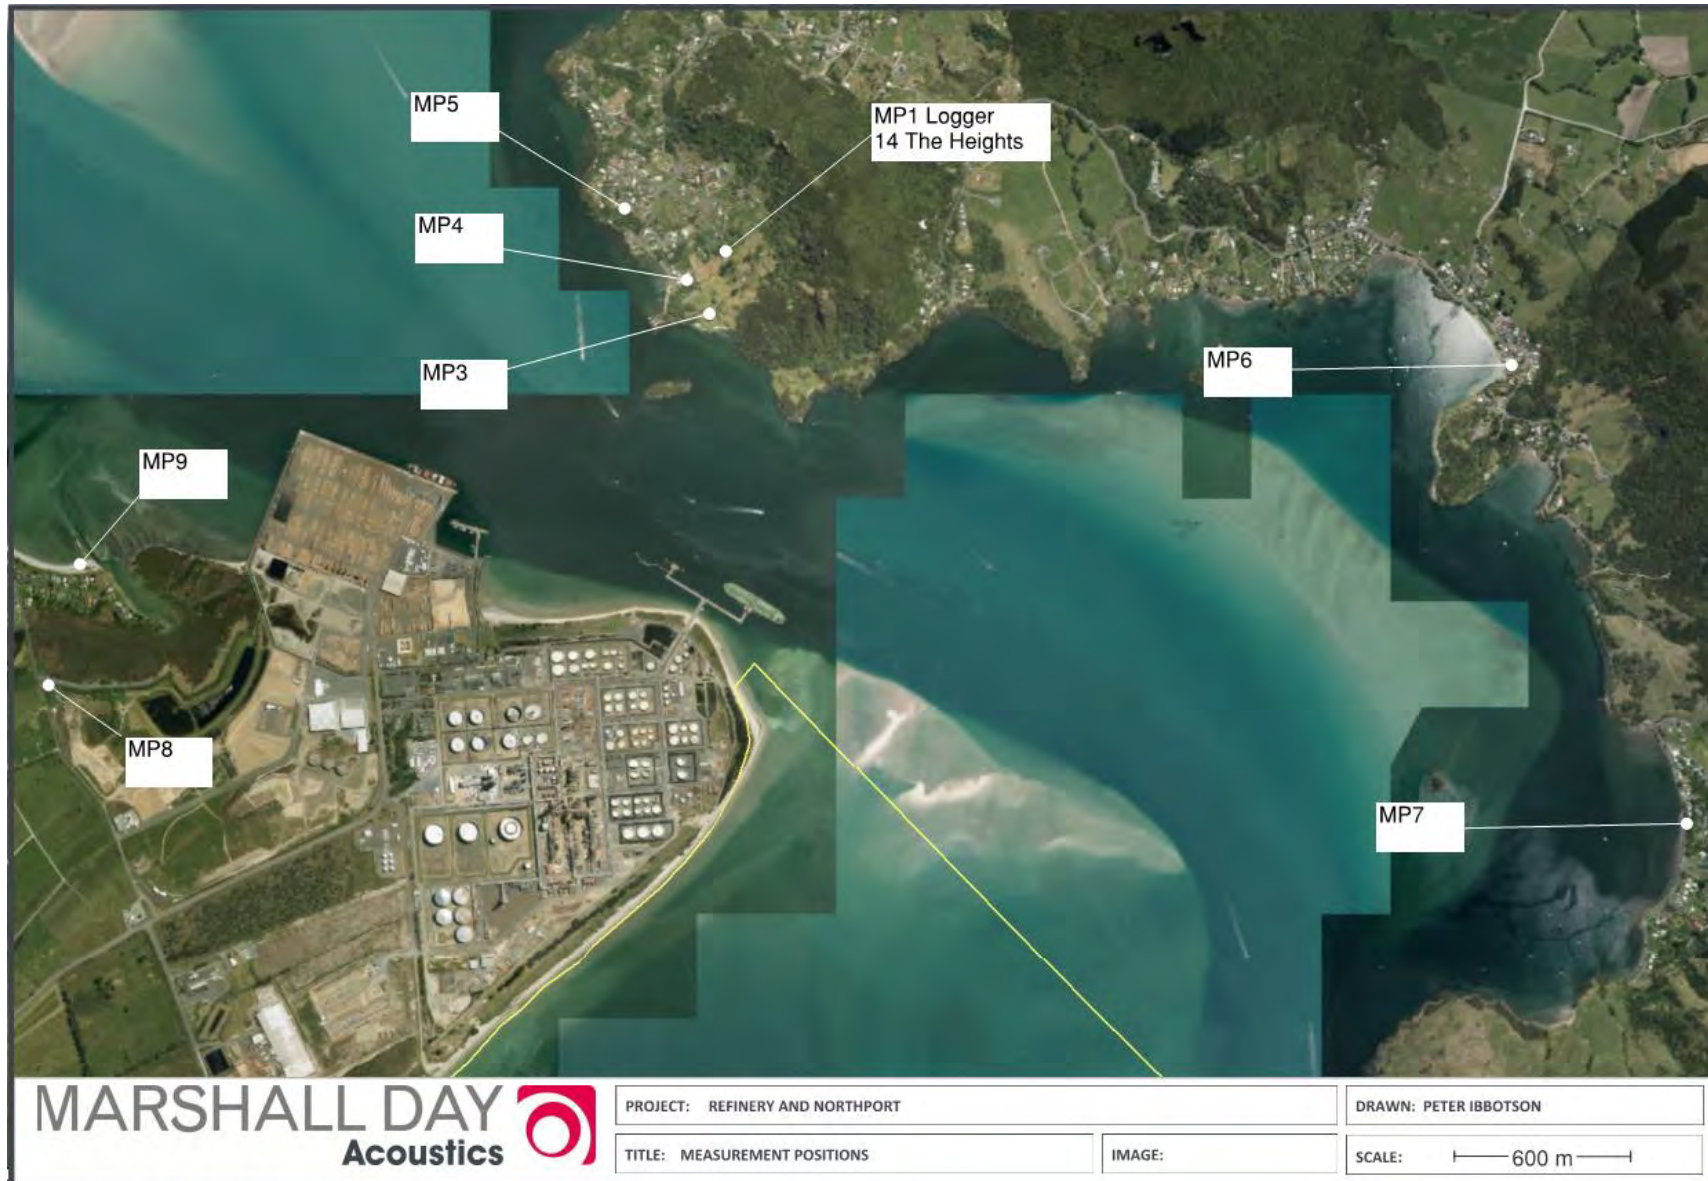 MP5
MP1 Logger
14 The Heights
MP4
MP3
MP6
MP9
MP8
MP7
MARSHALL DAY
Acoustics
PROJECT: REFINERY AND NORTHPORT
DRAWN: PETER IBBOTSON
TITLE: MEASUREMENT POSITIONS
IMAGE:
SCALE: 600 m